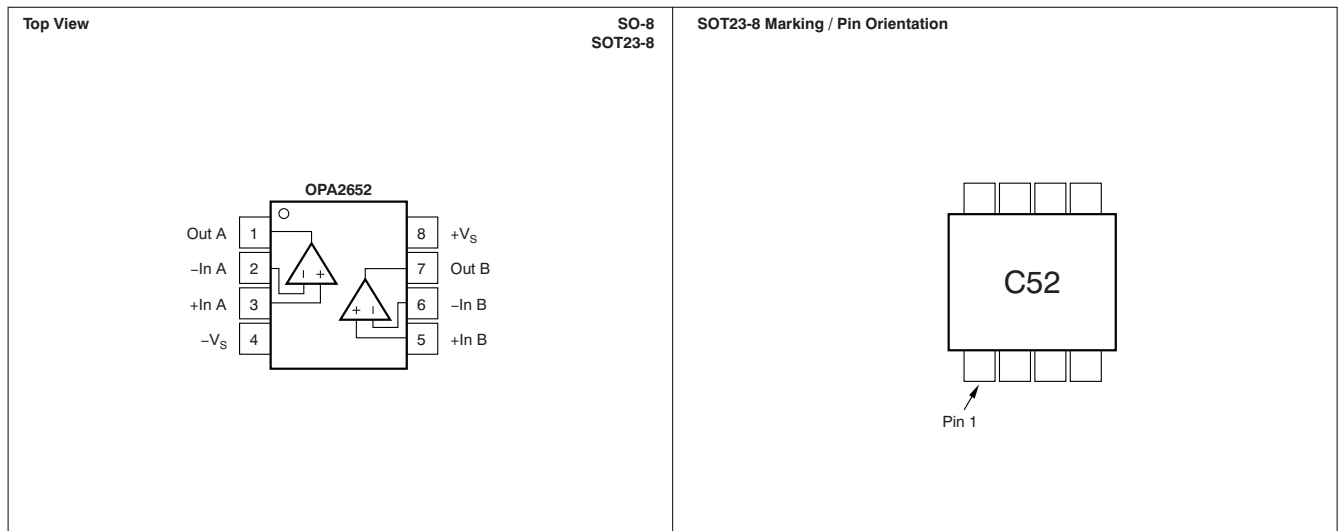 Top View
SO-8
SOT23-8
OPA2652
Out A 1
8 +VS
–In A 2
7 Out B
+In A 3
6 –In B
–VS 4
5 +In B
– +
+ –
SOT23-8 Marking / Pin Orientation
C52
Pin 1